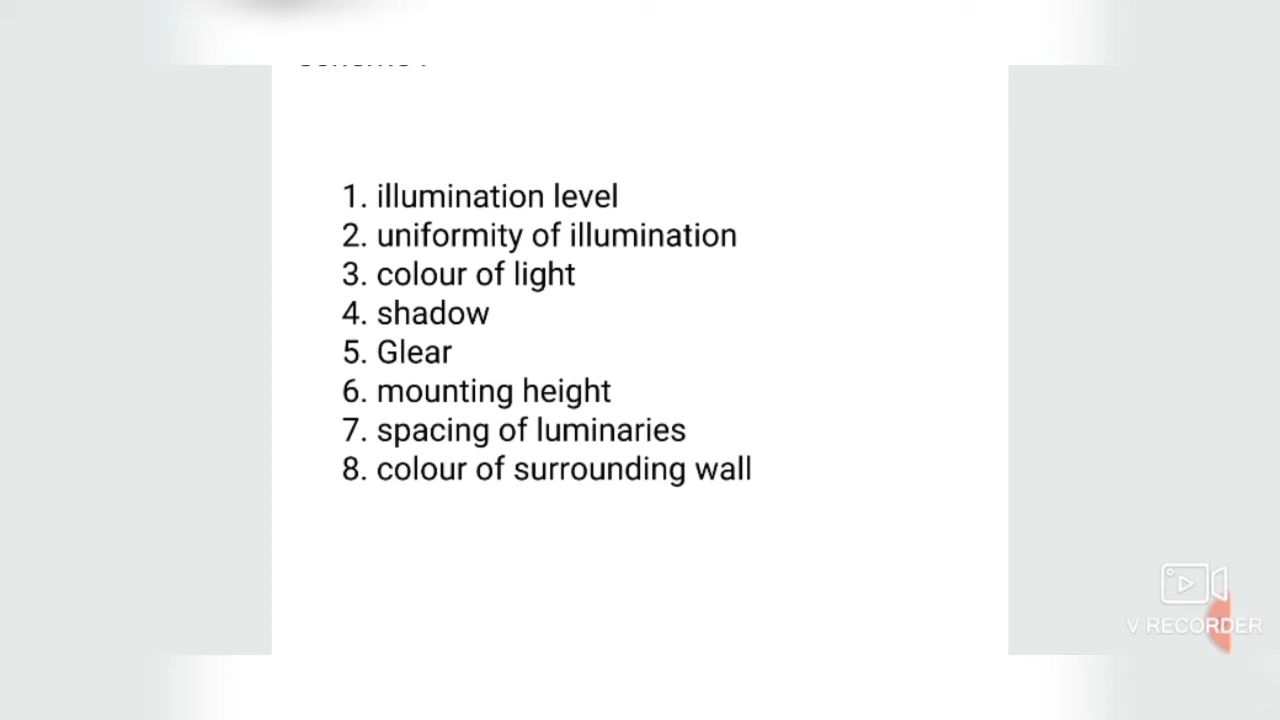 1. illumination level
2. uniformity of illumination
3. colour of light
4. shadow
5. Glear
6. mounting height
7. spacing of luminaries
8. colour of surrounding wall
V RECORDER